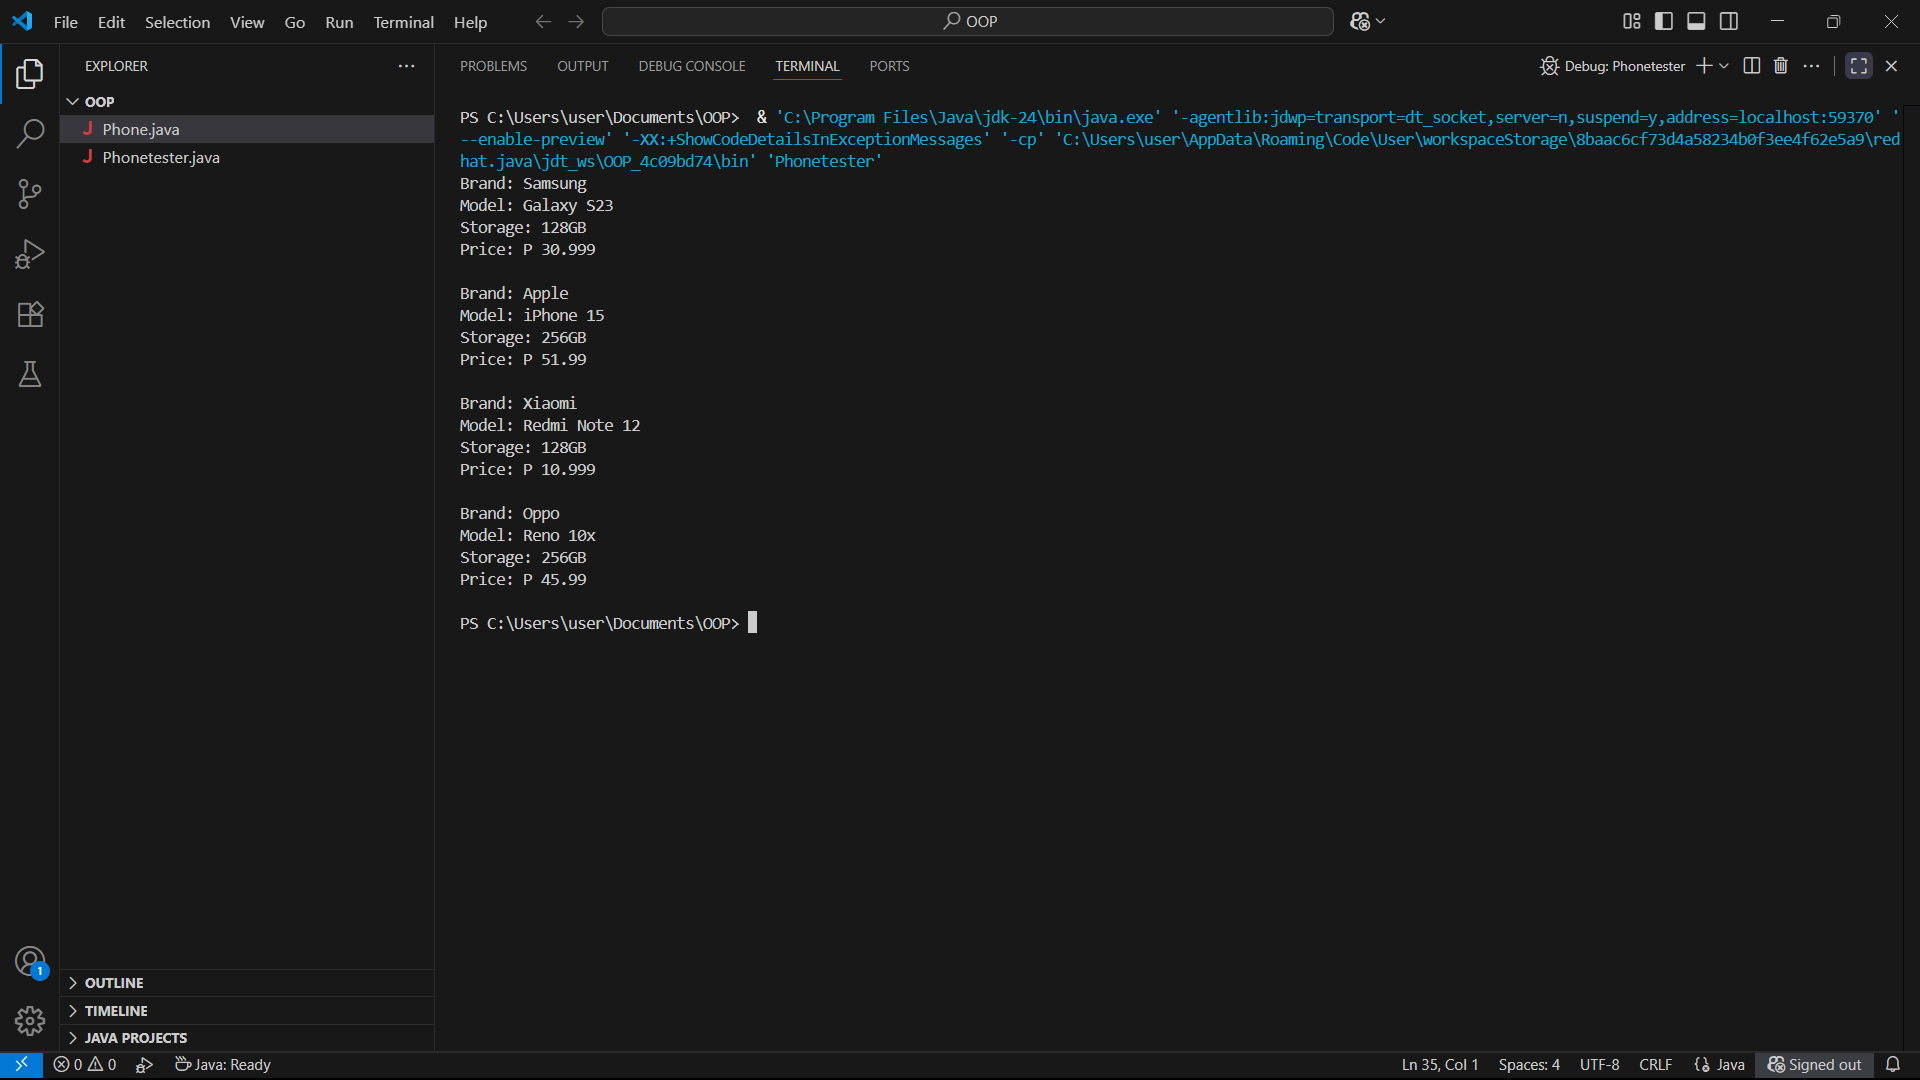 File Edit Selection View Go Run Terminal Help OOP
EXPLORER
OOP
Phone.java
Phonetester.java
OUTLINE
TIMELINE
JAVA PROJECTS
PROBLEMS OUTPUT DEBUG CONSOLE TERMINAL PORTS Debug: Phonetester
PS C:\Users\user\Documents\OOP>  & 'C:\Program Files\Java\jdk-24\bin\java.exe' '-agentlib:jdwp=transport=dt_socket,server=n,suspend=y,address=localhost:59370' '
--enable-preview' '-XX:+ShowCodeDetailsInExceptionMessages' '-cp' 'C:\Users\user\AppData\Roaming\Code\User\workspaceStorage\8baac6cf73d4a58234b0f3ee4f62e5a9\red
hat.java\jdt_ws\OOP_4c09bd74\bin' 'Phonetester'
Brand: Samsung
Model: Galaxy S23
Storage: 128GB
Price: P 30.999
Brand: Apple
Model: iPhone 15
Storage: 256GB
Price: P 51.99
Brand: Xiaomi
Model: Redmi Note 12
Storage: 128GB
Price: P 10.999
Brand: Oppo
Model: Reno 10x
Storage: 256GB
Price: P 45.99
PS C:\Users\user\Documents\OOP>
1
0 0 Java: Ready Ln 35, Col 1 Spaces: 4 UTF-8 CRLF Java Signed out